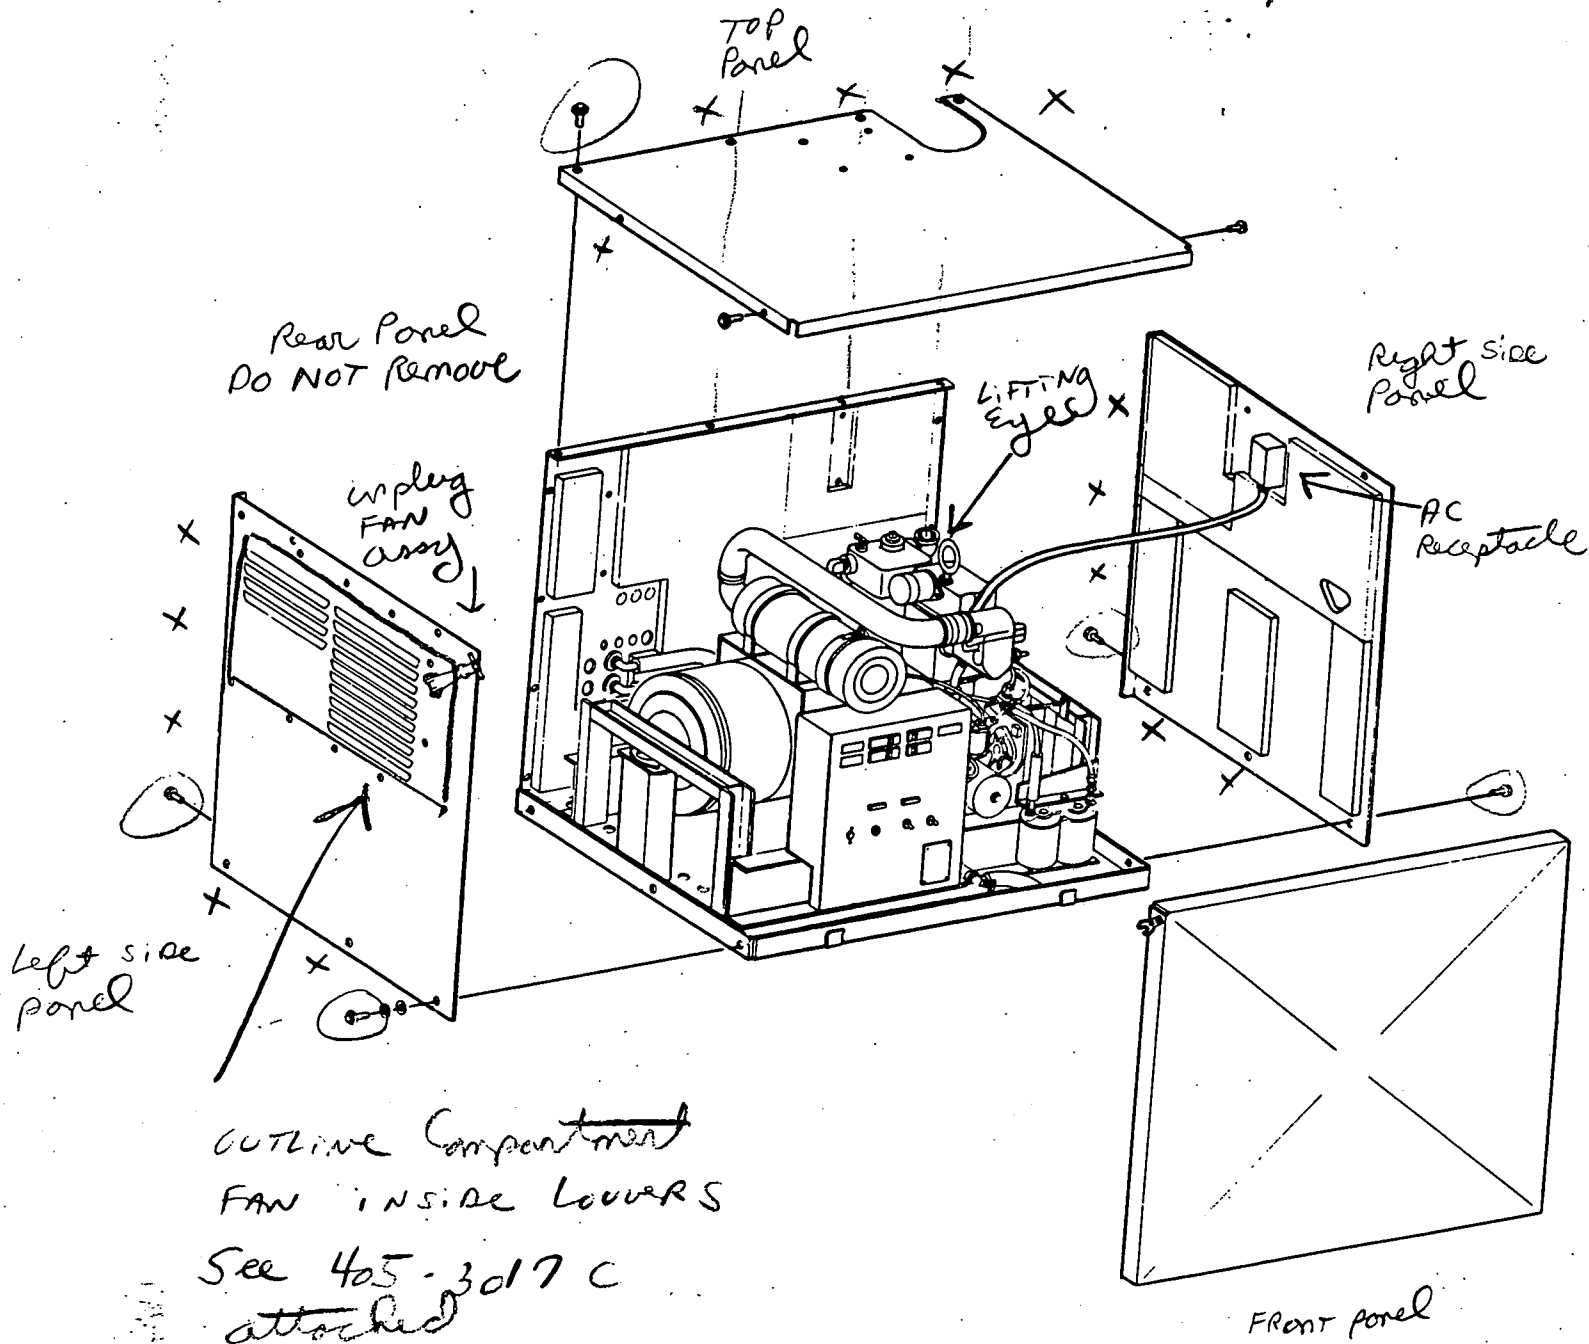 TOP
Panel
Rear Panel
DO NOT Remove
LIFTING
Eyes
Right SIDE
Panel
unplug
FAN
assy
AC
Receptacle
Left SIDE
panel
OUTLINE Compartment
FAN INSIDE LOUVERS
See 405-3017 C
attached
FRONT panel